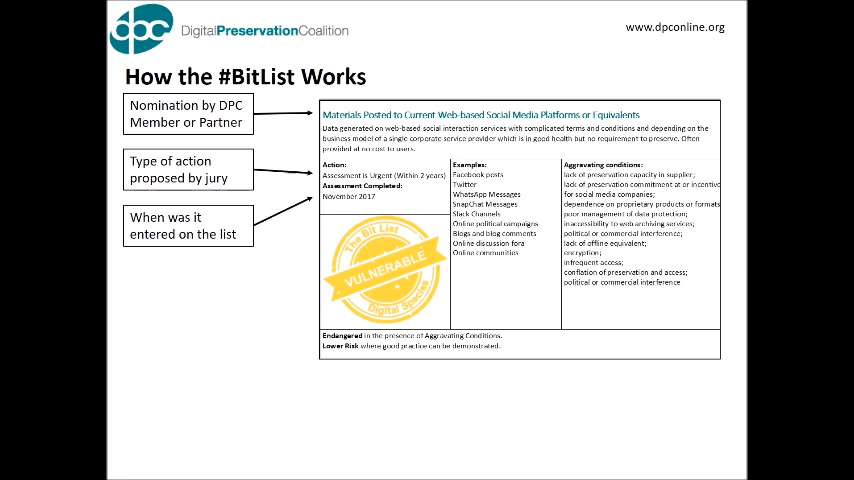 dpc
DigitalPreservationCoalition
www.dpconline.org
How the #BitList Works
Nomination by DPC
Member or Partner
Type of action
proposed by jury
When was it
entered on the list
Materials Posted to Current Web-based Social Media Platforms or Equivalents
Data generated on web-based social interaction services with complicated terms and conditions and depending on the
business model of a single corporate service provider which is in good health but no requirement to preserve. Often
provided at no cost to users.
Action:
Assessment is Urgent (Within 2 years)
Assessment Completed:
November 2017
The Bit List
VULNERABLE
Digital Species
Examples:
Facebook posts
Twitter
WhatsApp Messages
SnapChat Messages
Slack Channels
Online political campaigns
Blogs and blog comments
Online discussion fora
Online communities
Aggravating conditions:
lack of preservation capacity in supplier;
lack of preservation commitment at or incentive
for social media companies;
dependence on proprietary products or formats
poor management of data protection;
inaccessibility to web archiving services;
political or commercial interference;
lack of offline equivalent;
encryption;
infrequent access;
conflation of preservation and access;
political or commercial interference
Endangered in the presence of Aggravating Conditions.
Lower Risk where good practice can be demonstrated.